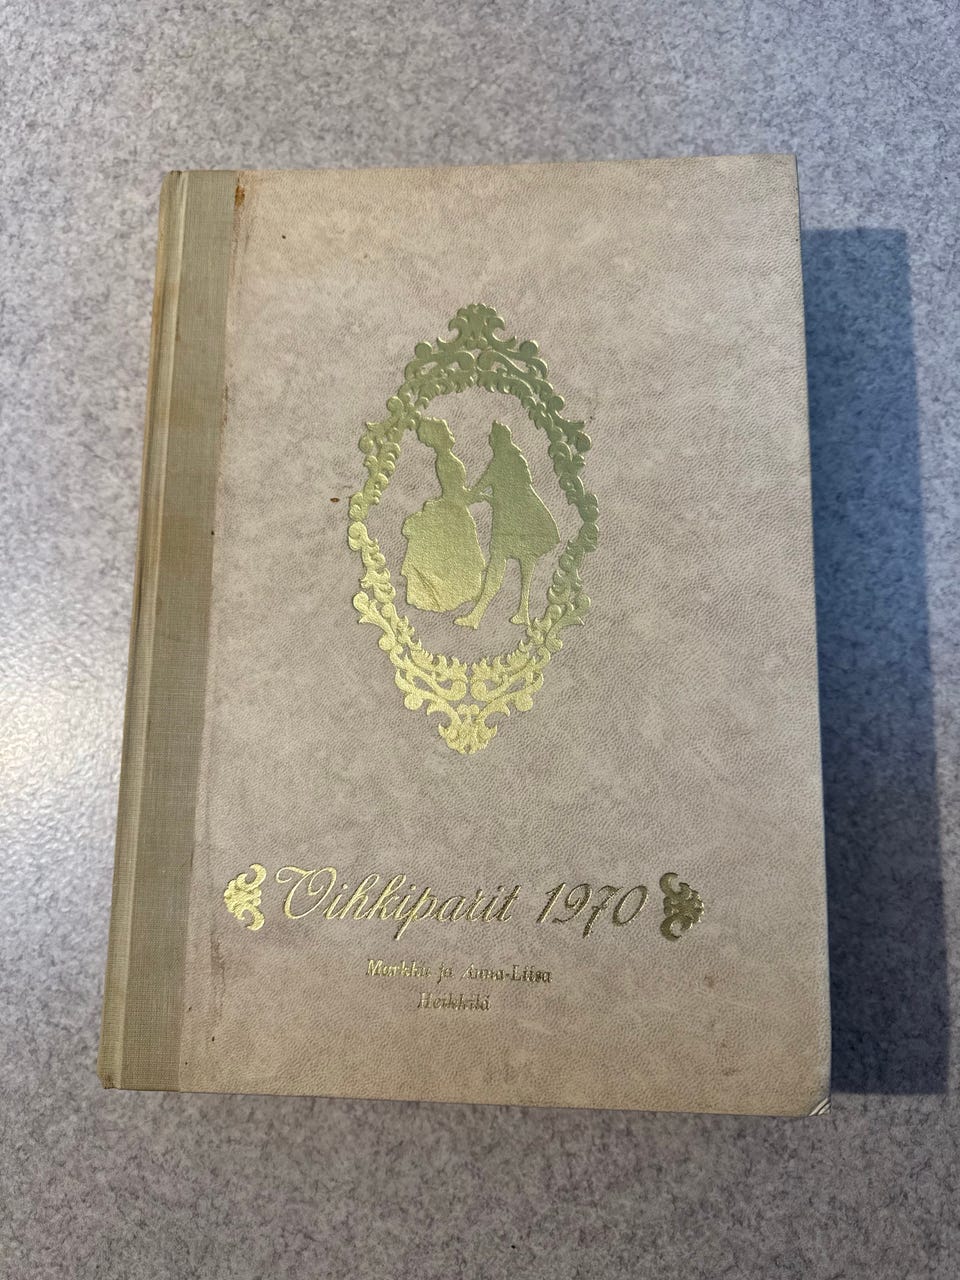 Vihkiparit 1970
Markku ja Anna-Liisa
Heikkilä